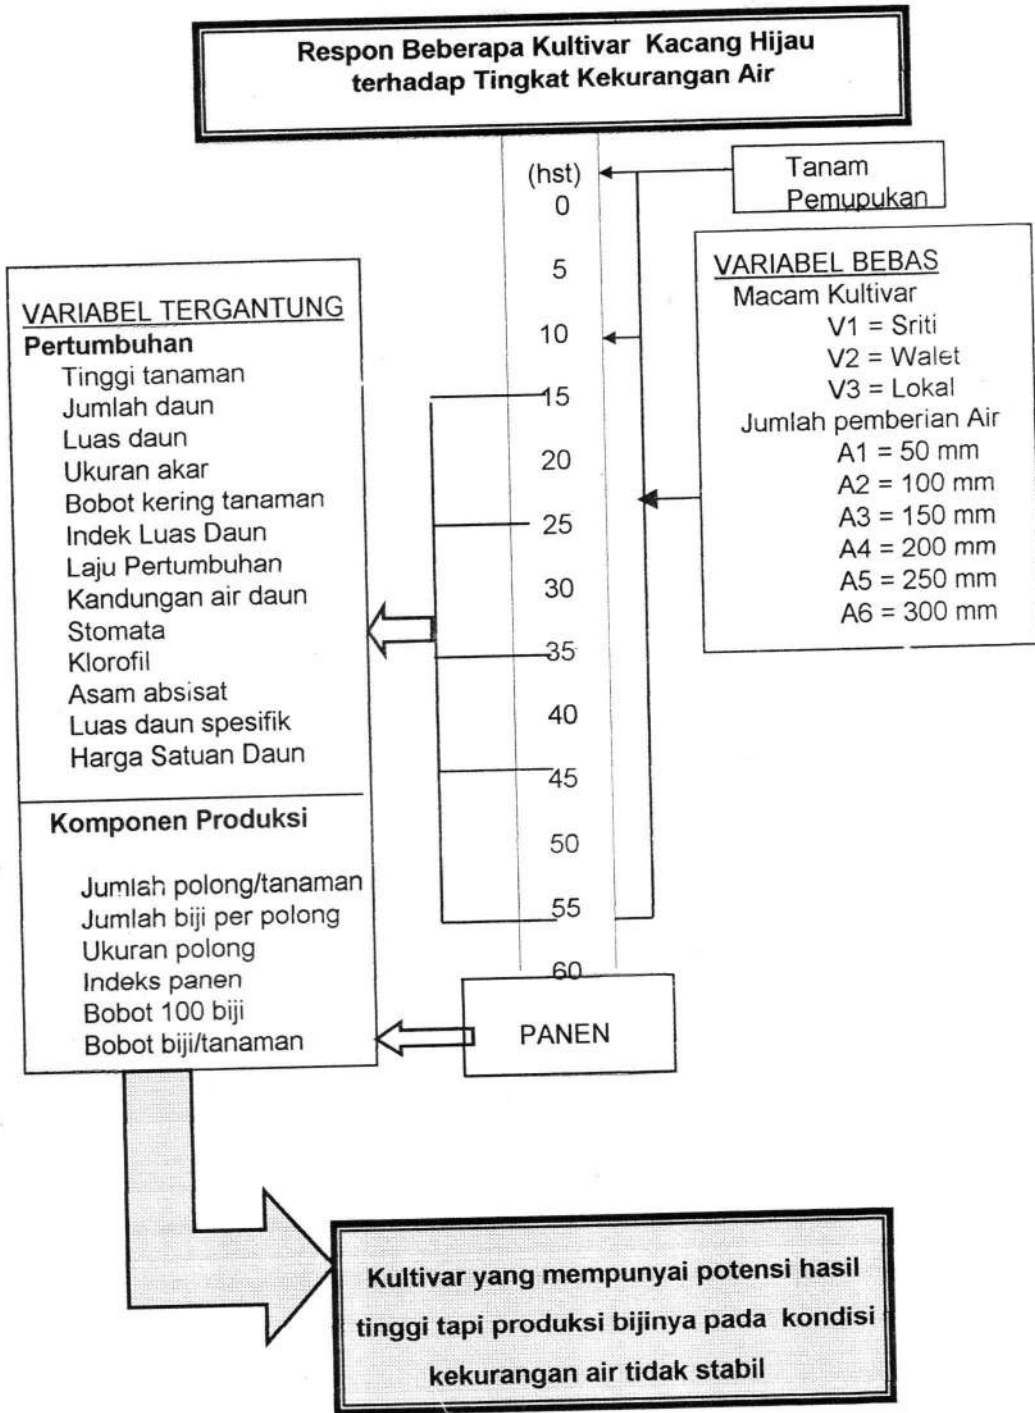 Respon Beberapa Kultivar Kacang Hijau
terhadap Tingkat Kekurangan Air
(hst)
0
5
10
15
20
25
30
35
40
45
50
55
60
Tanam
Pemupukan
VARIABEL BEBAS
Macam Kultivar
V1 = Sriti
V2 = Walet
V3 = Lokal
Jumlah pemberian Air
A1 = 50 mm
A2 = 100 mm
A3 = 150 mm
A4 = 200 mm
A5 = 250 mm
A6 = 300 mm
VARIABEL TERGANTUNG
Pertumbuhan
Tinggi tanaman
Jumlah daun
Luas daun
Ukuran akar
Bobot kering tanaman
Indek Luas Daun
Laju Pertumbuhan
Kandungan air daun
Stomata
Klorofil
Asam absisat
Luas daun spesifik
Harga Satuan Daun
Komponen Produksi
Jumlah polong/tanaman
Jumlah biji per polong
Ukuran polong
Indeks panen
Bobot 100 biji
Bobot biji/tanaman
PANEN
Kultivar yang mempunyai potensi hasil
tinggi tapi produksi bijinya pada kondisi
kekurangan air tidak stabil